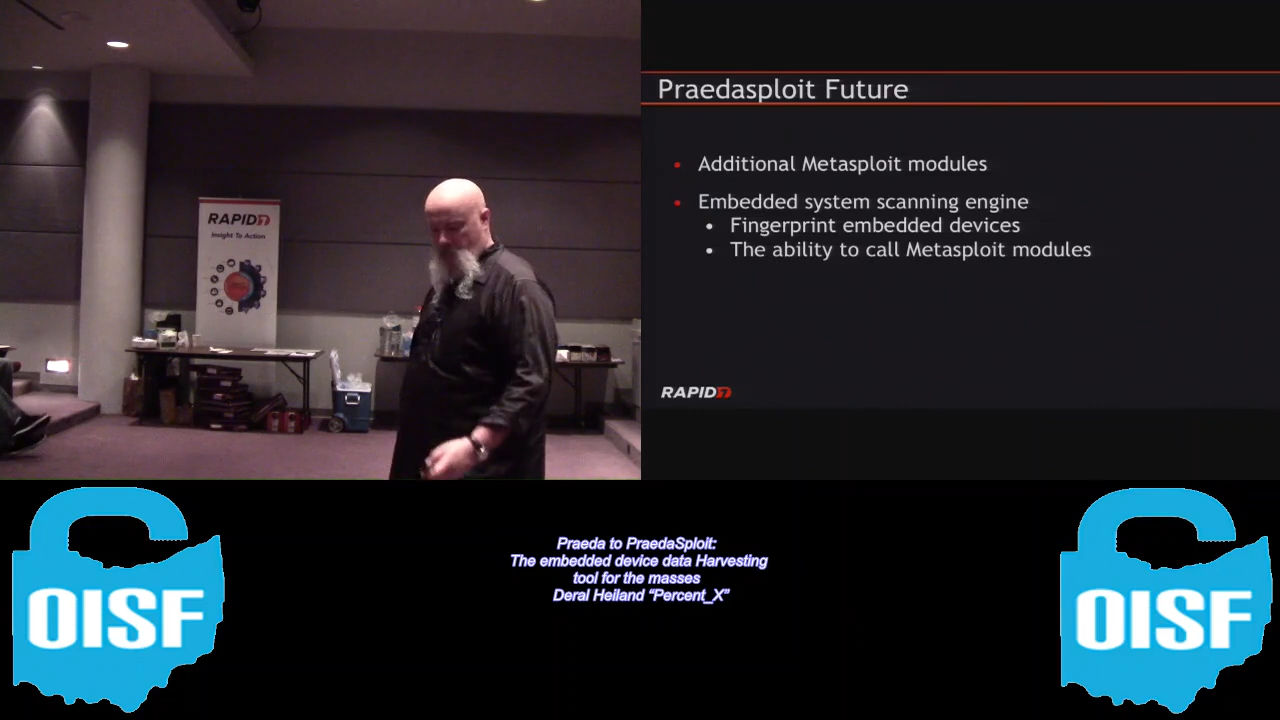 RAPID7
Insight To Action
Praedasploit Future
• Additional Metasploit modules
• Embedded system scanning engine
• Fingerprint embedded devices
• The ability to call Metasploit modules
RAPID7
OISF
Praeda to PraedaSploit:
The embedded device data Harvesting
tool for the masses
Deral Heiland “Percent_X”
OISF